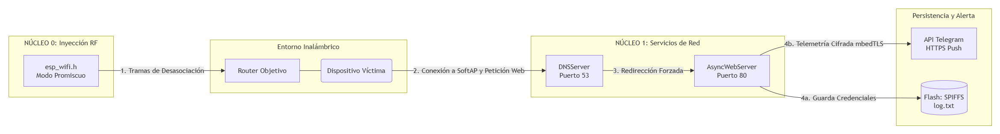 NÚCLEO 0: Inyección RF
esp_wifi.h
Modo Promiscuo
1. Tramas de Desasociación
Entorno Inalámbrico
Router Objetivo
Dispositivo Víctima
2. Conexión a SoftAP y Petición Web
NÚCLEO 1: Servicios de Red
DNSServer
Puerto 53
3. Redirección Forzada
AsyncWebServer
Puerto 80
4b. Telemetría Cifrada mbedTLS
4a. Guarda Credenciales
Persistencia y Alerta
API Telegram
HTTPS Push
Flash: SPIFFS
log.txt